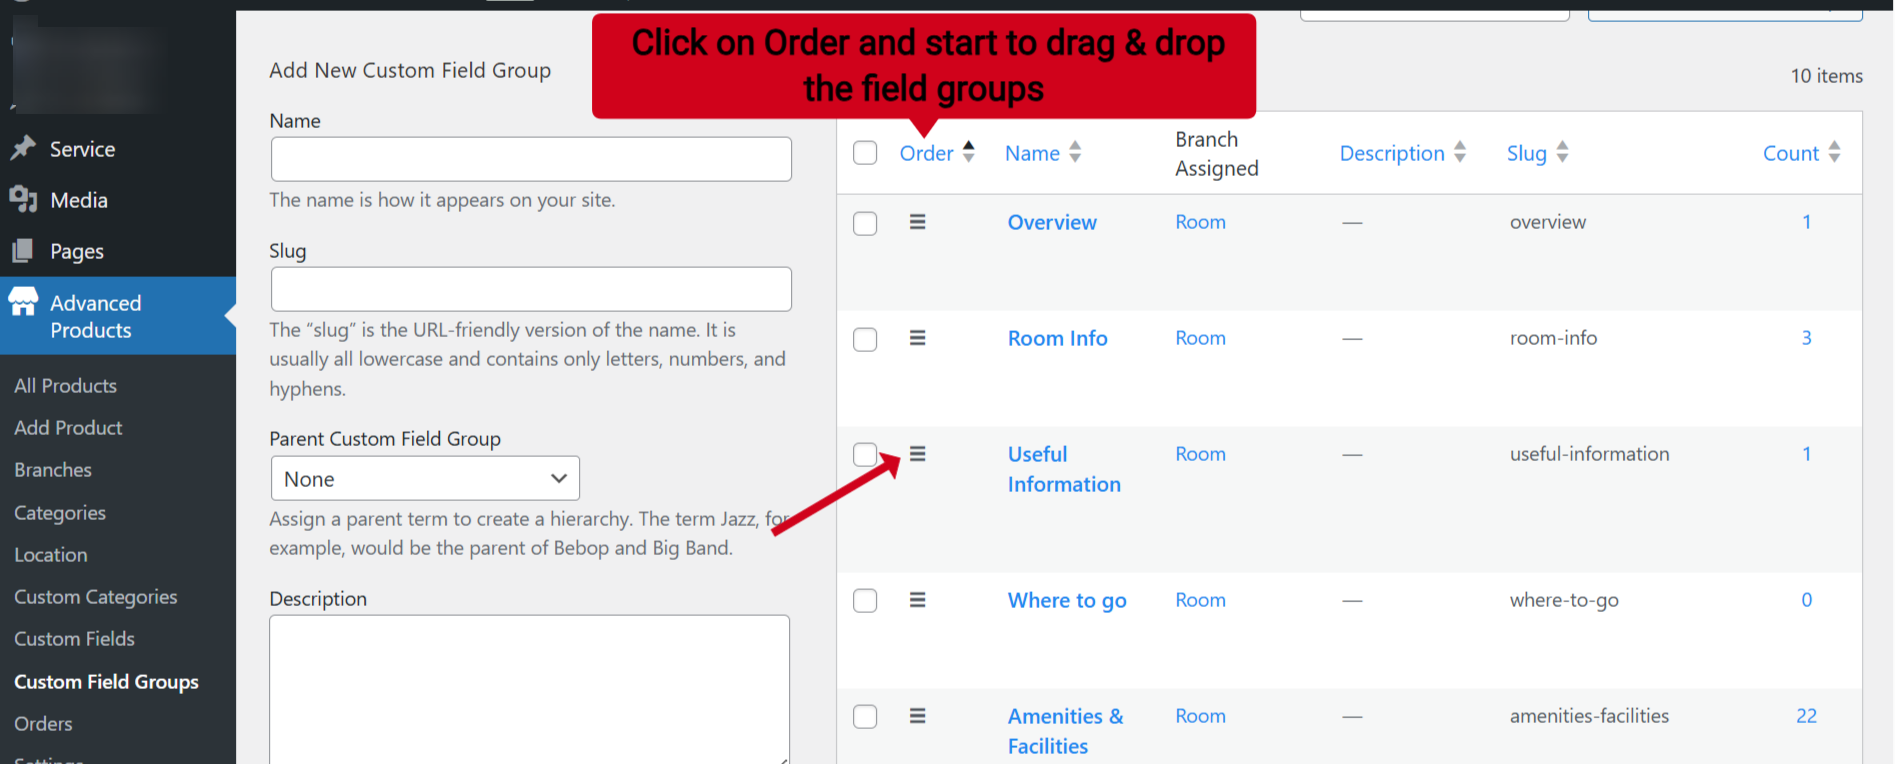 Click on Order and start to drag & drop
the field groups
Service
Media
Pages
Advanced
Products
All Products
Add Product
Branches
Categories
Location
Custom Categories
Custom Fields
Custom Field Groups
Orders
Settings
Add New Custom Field Group
Name
The name is how it appears on your site.
Slug
The “slug” is the URL-friendly version of the name. It is
usually all lowercase and contains only letters, numbers, and
hyphens.
Parent Custom Field Group
None
Assign a parent term to create a hierarchy. The term Jazz, for
example, would be the parent of Bebop and Big Band.
Description
10 items
Order Name Branch Assigned Description Slug Count
Overview Room — overview 1
Room Info Room — room-info 3
Useful Room — useful-information 1
Information
Where to go Room — where-to-go 0
Amenities & Room — amenities-facilities 22
Facilities